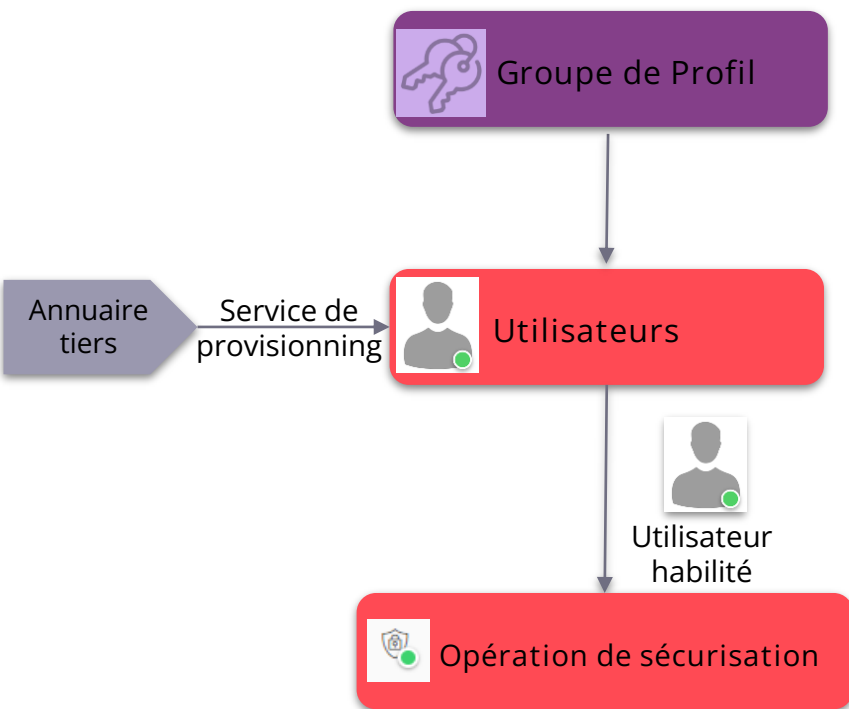 Groupe de Profil
Annuaire
tiers
Service de
provisionning
Utilisateurs
Utilisateur
habilité
Opération de sécurisation